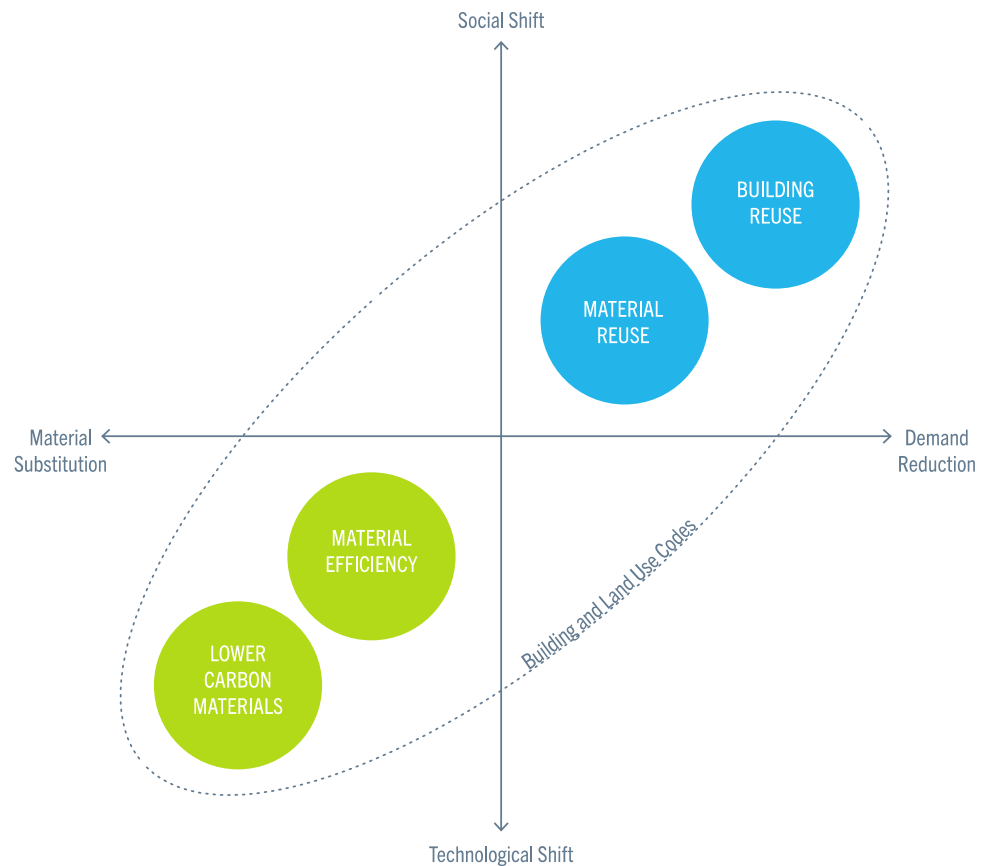 Social Shift
BUILDING
REUSE
MATERIAL
REUSE
Material
Substitution
Demand
Reduction
MATERIAL
EFFICIENCY
Building and Land Use Codes
LOWER
CARBON
MATERIALS
Technological Shift